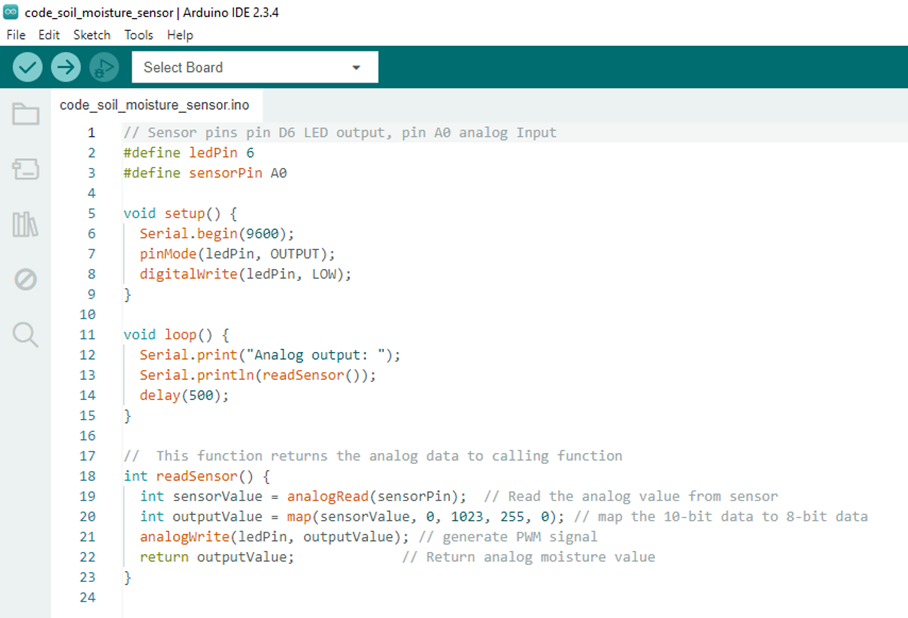 code_soil_moisture_sensor | Arduino IDE 2.3.4
File Edit Sketch Tools Help
Select Board
code_soil_moisture_sensor.ino
1 // Sensor pins pin D6 LED output, pin A0 analog Input
2 #define ledPin 6
3 #define sensorPin A0
4
5 void setup() {
6   Serial.begin(9600);
7   pinMode(ledPin, OUTPUT);
8   digitalWrite(ledPin, LOW);
9 }
10
11 void loop() {
12   Serial.print("Analog output: ");
13   Serial.println(readSensor());
14   delay(500);
15 }
16
17 //  This function returns the analog data to calling function
18 int readSensor() {
19   int sensorValue = analogRead(sensorPin);  // Read the analog value from sensor
20   int outputValue = map(sensorValue, 0, 1023, 255, 0); // map the 10-bit data to 8-bit data
21   analogWrite(ledPin, outputValue); // generate PWM signal
22   return outputValue;             // Return analog moisture value
23 }
24